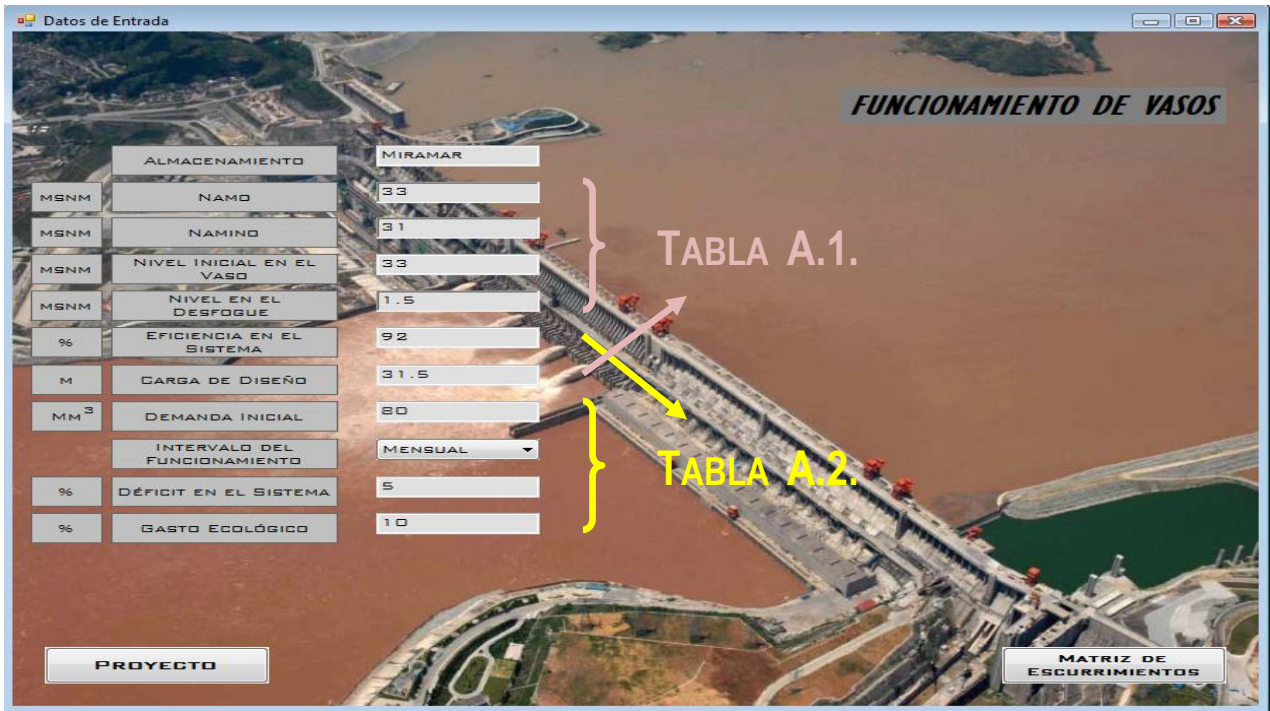 Datos de Entrada
FUNCIONAMIENTO DE VASOS
ALMACENAMIENTO MIRAMAR
MSNM NAMO 33
MSNM NAMINO 31
MSNM NIVEL INICIAL EN EL VASO 33
MSNM NIVEL EN EL DESFOGUE 1.5
TABLA A.1.
% EFICIENCIA EN EL SISTEMA 92
M CARGA DE DISEÑO 31.5
MM³ DEMANDA INICIAL 80
INTERVALO DEL FUNCIONAMIENTO MENSUAL
% DÉFICIT EN EL SISTEMA 5
% GASTO ECOLÓGICO 10
TABLA A.2.
PROYECTO
MATRIZ DE
ESCURRIMIENTOS